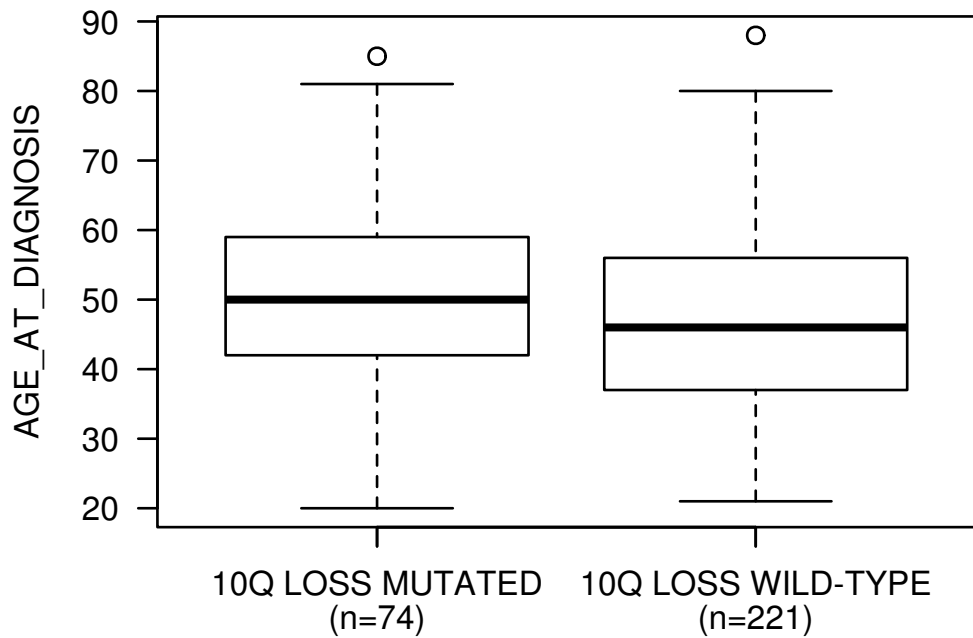 AGE_AT_DIAGNOSIS
90
80
70
60
50
40
30
20
10Q LOSS MUTATED
(n=74)
10Q LOSS WILD-TYPE
(n=221)